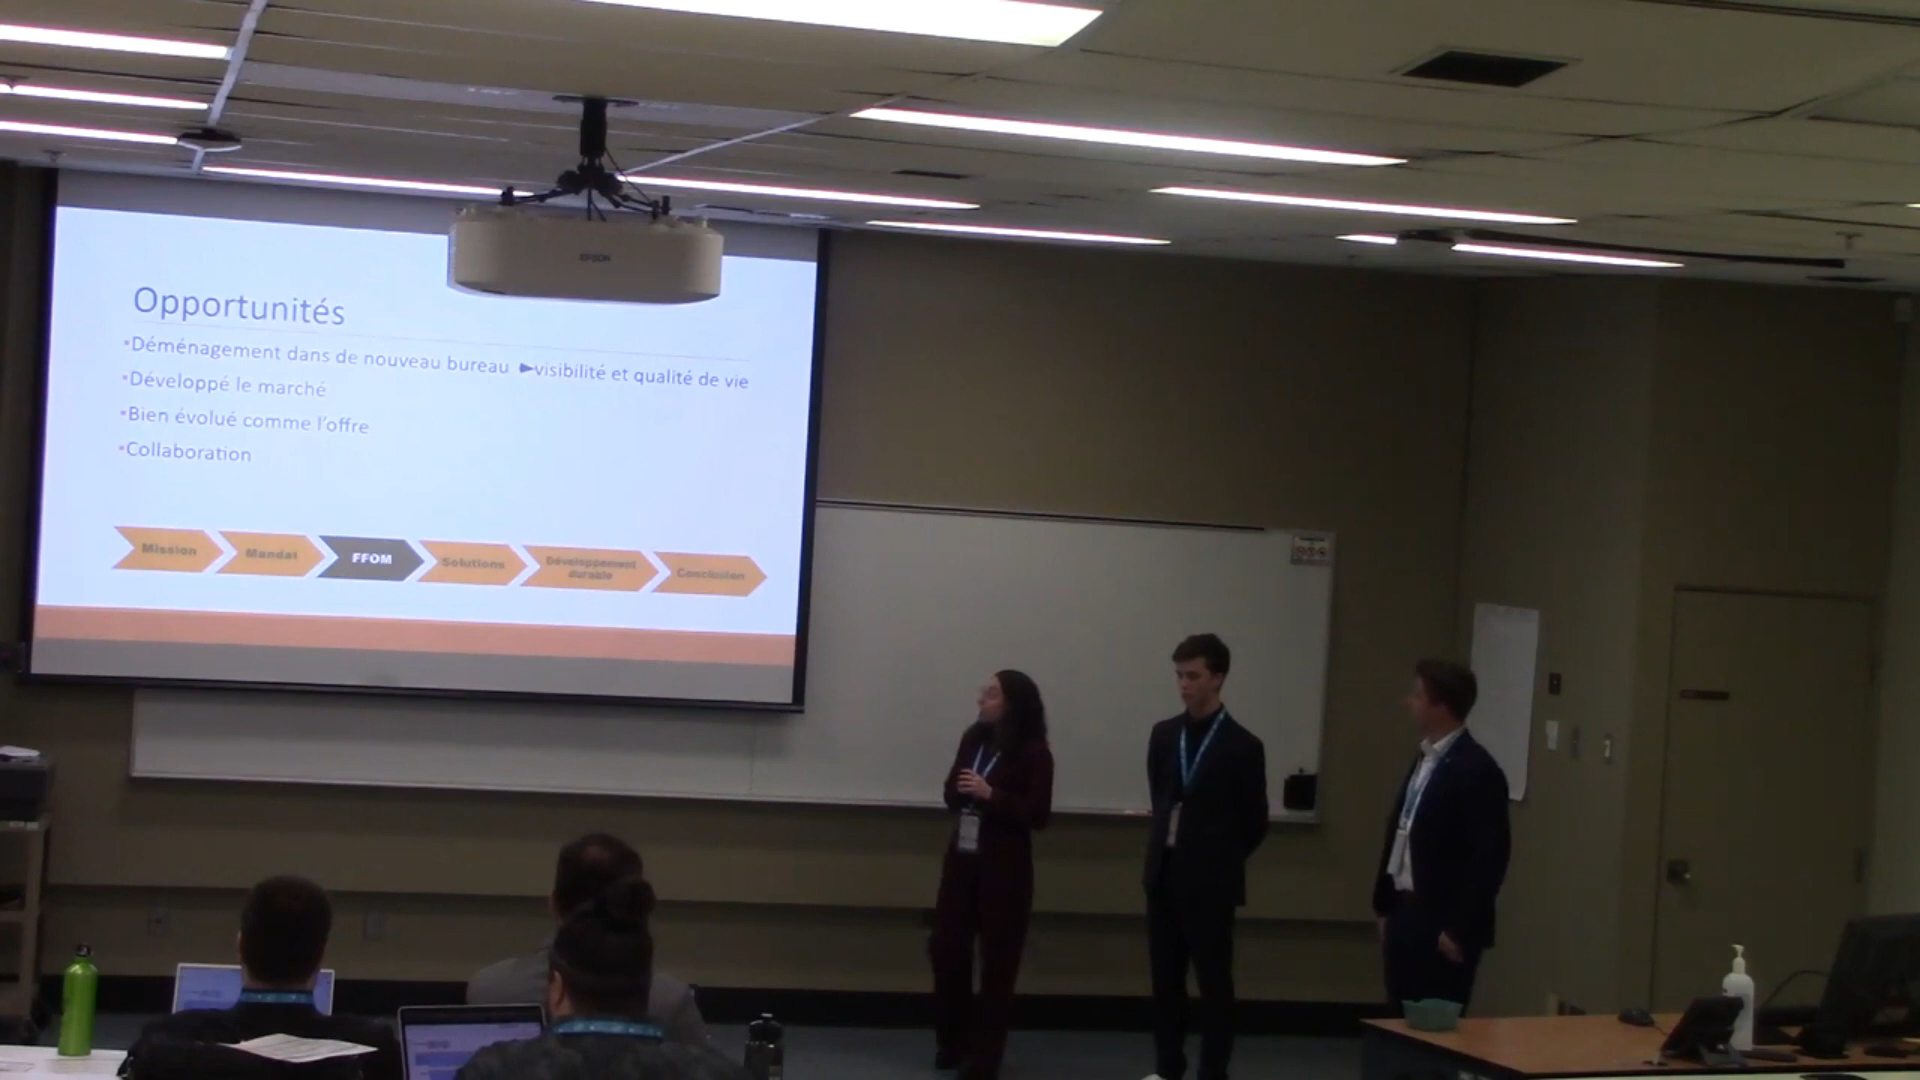 EPSON
Opportunités
•Déménagement dans de nouveau bureau ►visibilité et qualité de vie
•Développé le marché
•Bien évolué comme l'offre
•Collaboration
Mission
Mandat
FFOM
Solutions
Développement
durable
Conclusion